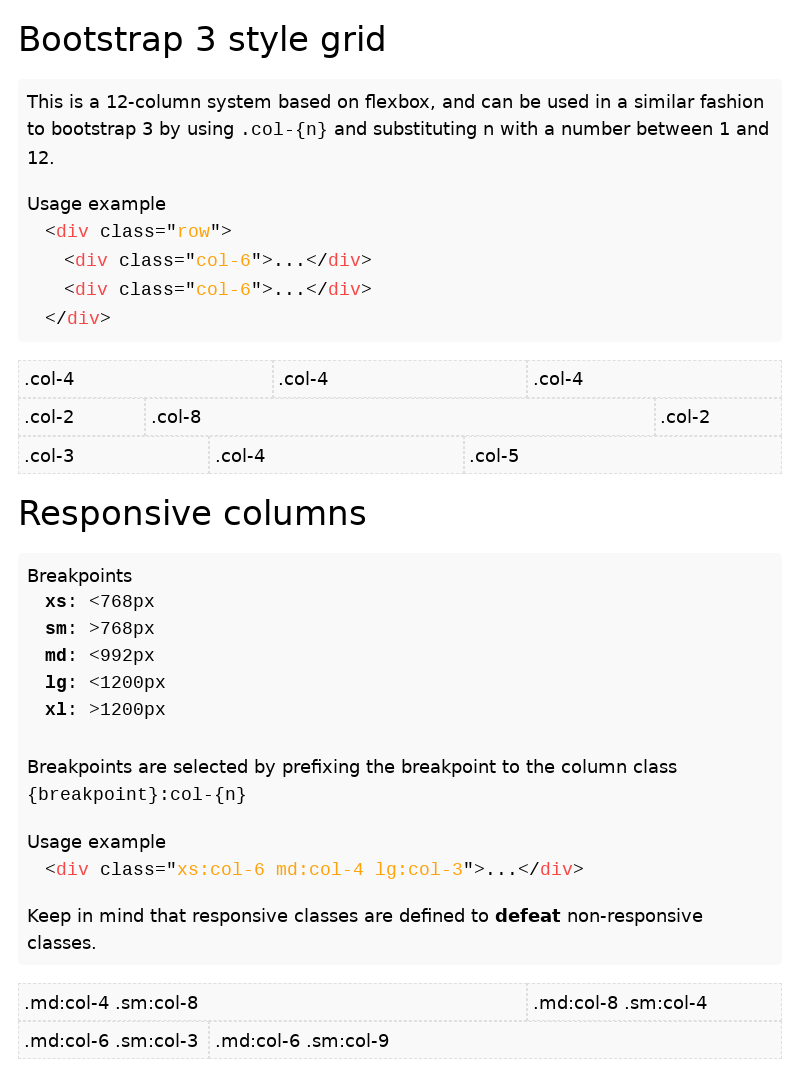 Bootstrap 3 style grid
This is a 12-column system based on flexbox, and can be used in a similar fashion
to bootstrap 3 by using .col-{n} and substituting n with a number between 1 and
12.
Usage example
<div class="row">
<div class="col-6">...</div>
<div class="col-6">...</div>
</div>
.col-4 .col-4 .col-4
.col-2 .col-8 .col-2
.col-3 .col-4 .col-5
Responsive columns
Breakpoints
xs: <768px
sm: >768px
md: <992px
lg: <1200px
xl: >1200px
Breakpoints are selected by prefixing the breakpoint to the column class
{breakpoint}:col-{n}
Usage example
<div class="xs:col-6 md:col-4 lg:col-3">...</div>
Keep in mind that responsive classes are defined to defeat non-responsive
classes.
.md:col-4 .sm:col-8 .md:col-8 .sm:col-4
.md:col-6 .sm:col-3 .md:col-6 .sm:col-9